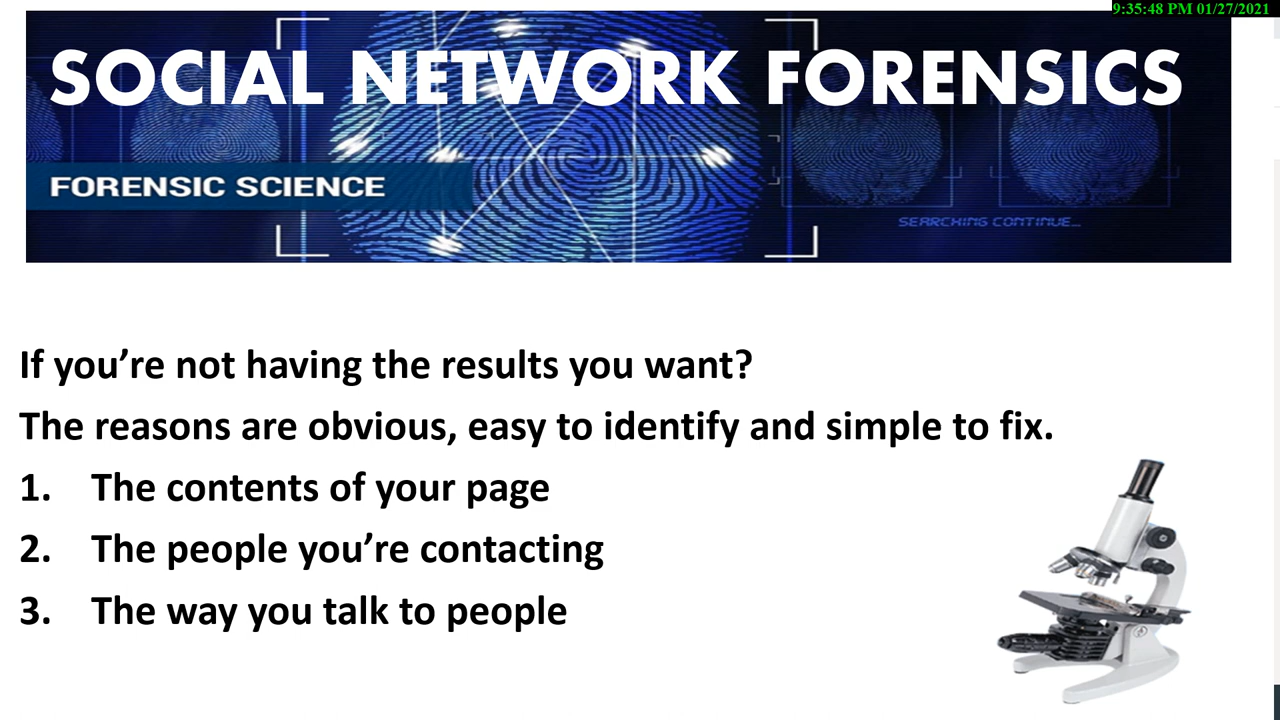 9:35:48 PM 01/27/2021
SOCIAL NETWORK FORENSICS
FORENSIC SCIENCE
SEARCHING CONTINUE...
If you’re not having the results you want?
The reasons are obvious, easy to identify and simple to fix.
1. The contents of your page
2. The people you’re contacting
3. The way you talk to people